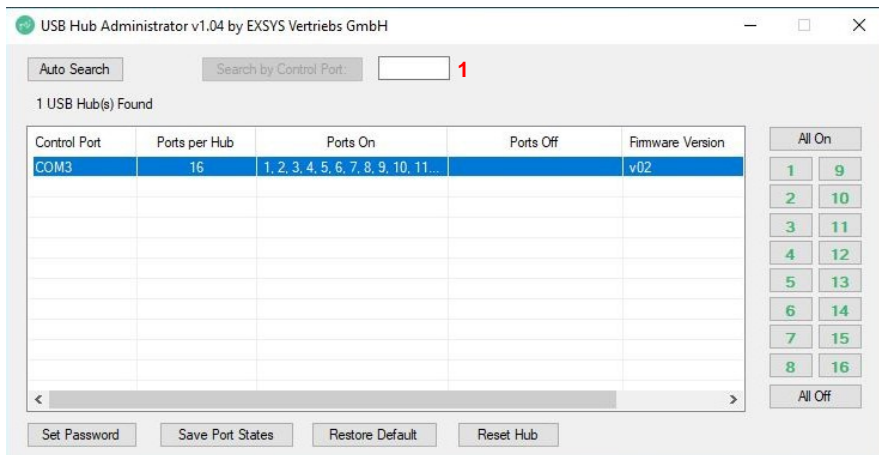 USB Hub Administrator v1.04 by EXSYS Vertriebs GmbH
Auto Search Search by Control Port: 1
1 USB Hub(s) Found
Control Port Ports per Hub Ports On Ports Off Firmware Version All On
COM3 16 1, 2, 3, 4, 5, 6, 7, 8, 9, 10, 11... v02 1 9
2 10
3 11
4 12
5 13
6 14
7 15
8 16
All Off
Set Password Save Port States Restore Default Reset Hub